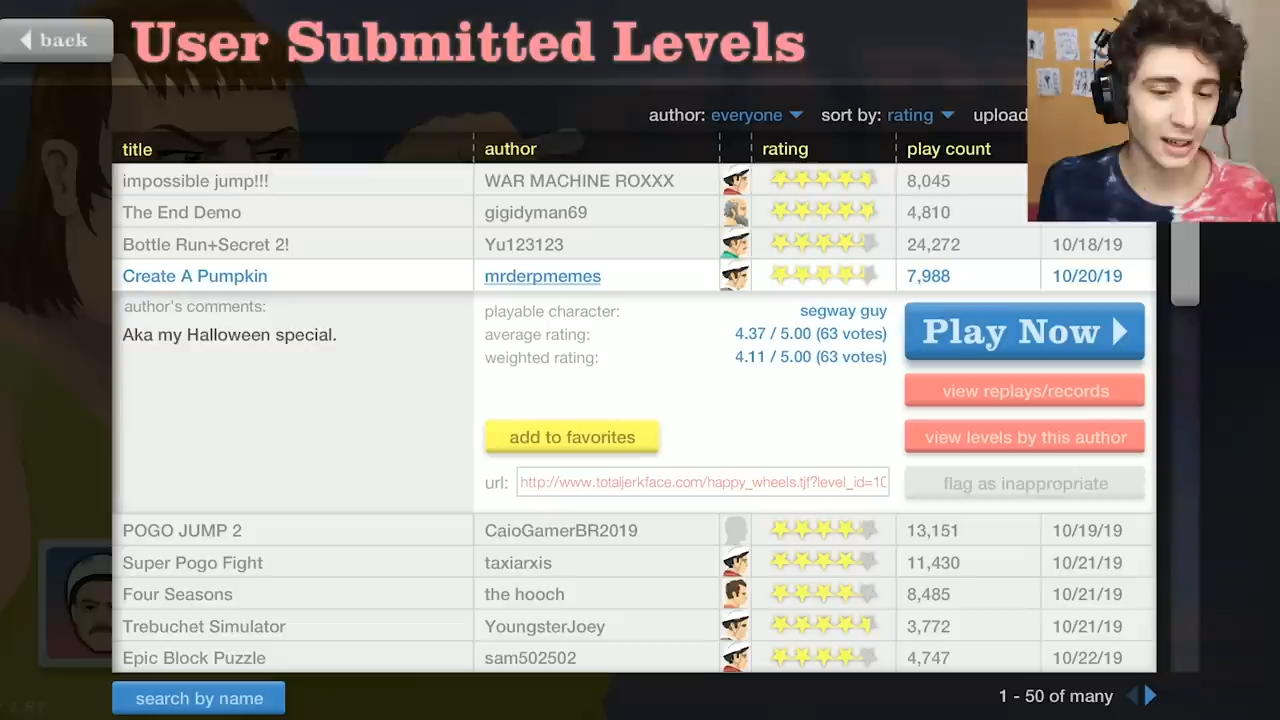 back
User Submitted Levels
author: everyone sort by: rating upload
title author rating play count
impossible jump!!! WAR MACHINE ROXXX 8,045
The End Demo gigidyman69 4,810
Bottle Run+Secret 2! Yu123123 24,272 10/18/19
Create A Pumpkin mrderpmemes 7,988 10/20/19
author's comments:
Aka my Halloween special.
playable character: segway guy
average rating: 4.37 / 5.00 (63 votes)
weighted rating: 4.11 / 5.00 (63 votes)
add to favorites
url: http://www.totaljerkface.com/happy_wheels.tjf?level_id=10
Play Now
view replays/records
view levels by this author
flag as inappropriate
POGO JUMP 2 CaioGamerBR2019 13,151 10/19/19
Super Pogo Fight taxiarxis 11,430 10/21/19
Four Seasons the hooch 8,485 10/21/19
Trebuchet Simulator YoungsterJoey 3,772 10/21/19
Epic Block Puzzle sam502502 4,747 10/22/19
search by name
1 - 50 of many